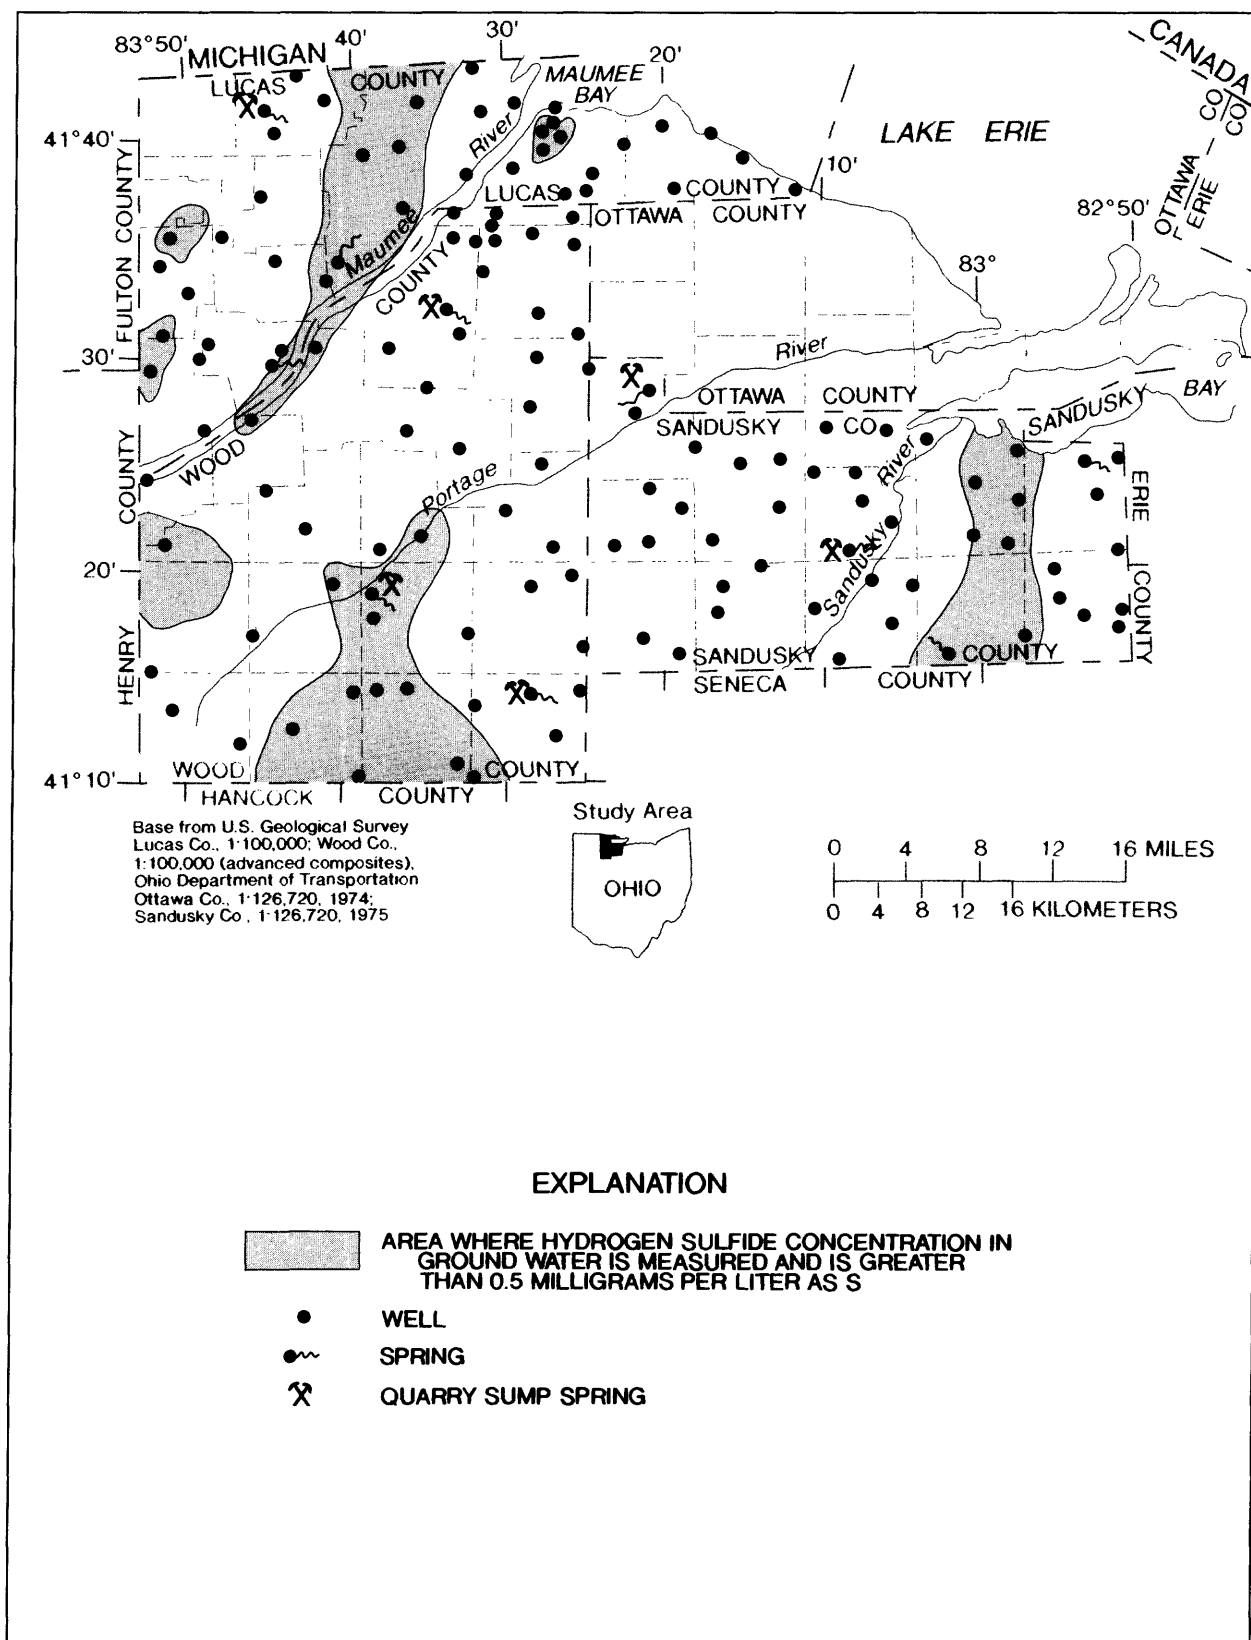 83°50'
40'
30'
20'
MICHIGAN
LUCAS COUNTY
MAUMEE
BAY
CANADA
CO
CO
OTTAWA
ERIE
LAKE ERIE
River
41°40'
10'
LUCAS COUNTY
OTTAWA COUNTY
82°50'
83°
FULTON COUNTY
Maumee
COUNTY
30'
River
OTTAWA COUNTY
SANDUSKY CO
SANDUSKY BAY
WOOD
COUNTY
Portage
River
ERIE
COUNTY
20'
Sandusky
HENRY
SANDUSKY COUNTY
SENECA COUNTY
41°10'
WOOD COUNTY
HANCOCK COUNTY
Base from U.S. Geological Survey
Lucas Co., 1:100,000; Wood Co.,
1:100,000 (advanced composites),
Ohio Department of Transportation
Ottawa Co., 1:126,720, 1974;
Sandusky Co., 1:126,720, 1975
Study Area
OHIO
0 4 8 12 16 MILES
0 4 8 12 16 KILOMETERS
EXPLANATION
AREA WHERE HYDROGEN SULFIDE CONCENTRATION IN
GROUND WATER IS MEASURED AND IS GREATER
THAN 0.5 MILLIGRAMS PER LITER AS S
WELL
SPRING
QUARRY SUMP SPRING